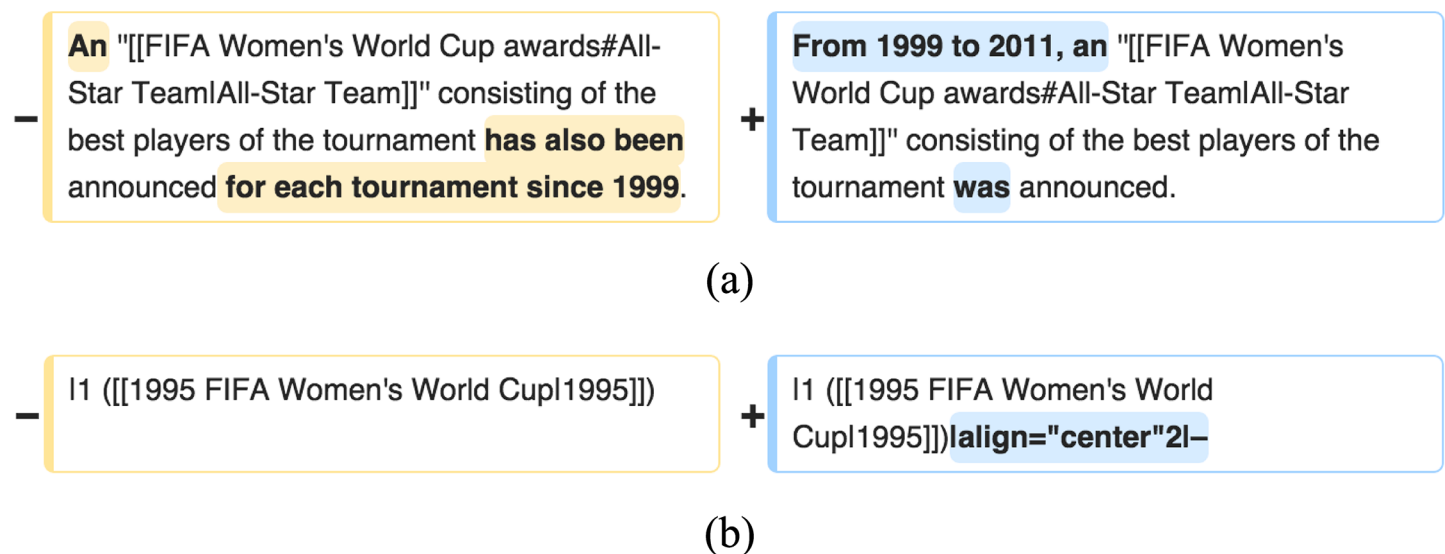 An "[[FIFA Women's World Cup awards#All-
Star Team|All-Star Team]]" consisting of the
best players of the tournament has also been
announced for each tournament since 1999.
−
From 1999 to 2011, an "[[FIFA Women's
World Cup awards#All-Star Team|All-Star
Team]]" consisting of the best players of the
tournament was announced.
+
(a)
|1 ([[1995 FIFA Women's World Cup|1995]])
−
|1 ([[1995 FIFA Women's World
Cup|1995]])|align="center"2|–
+
(b)